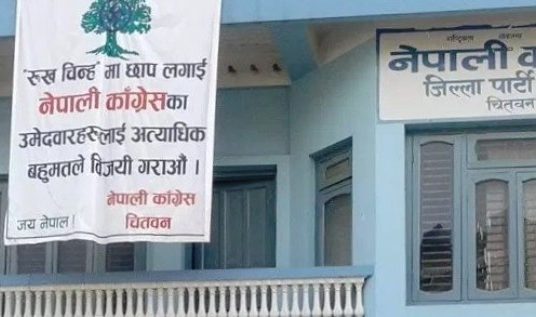 "रूख चिन्ह" मा छाप लगाई
नेपाली काँग्रेसका
उमेदवारहरूलाई अत्याधिक
बहुमतले विजयी गराऔं ।
नेपाली काँग्रेस
जय नेपाल !
चितवन
नेपाली
जिल्ला पार्टी
चितवन